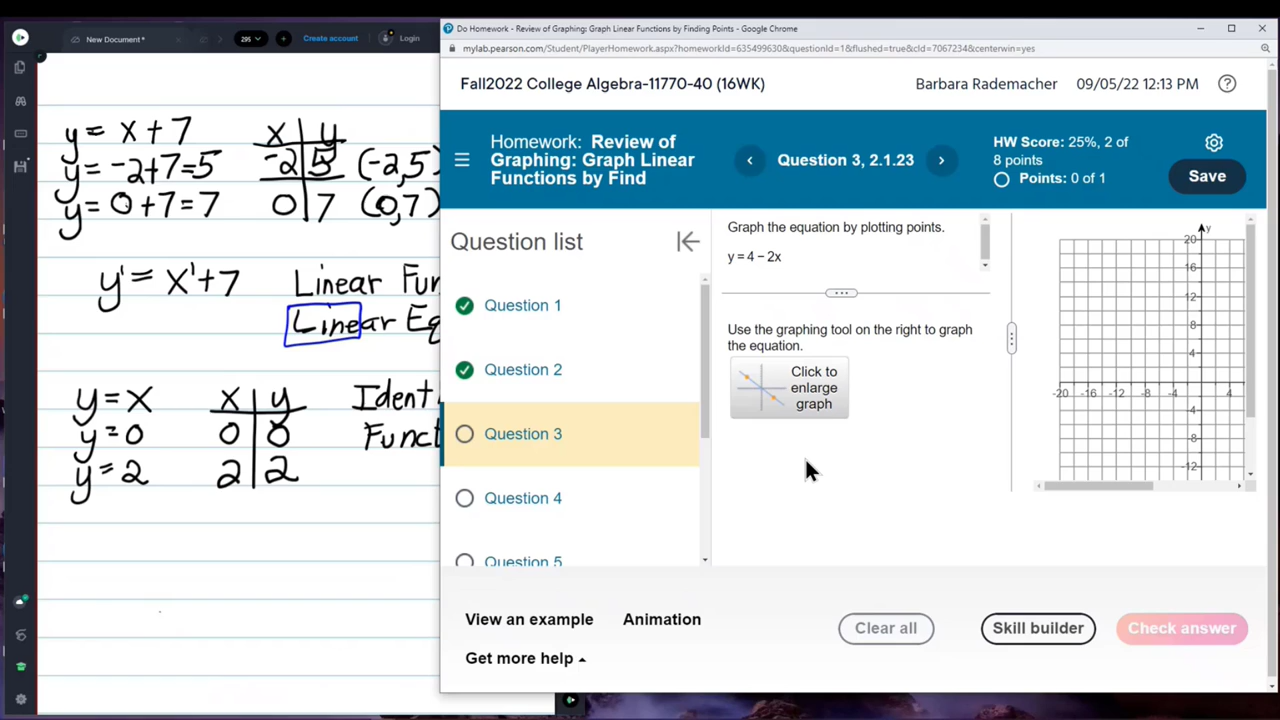 New Document*
295
Create account
Login
y = x + 7
y = -2+7=5
y = 0+7=7
x y
-2 5 (-2,5)
0 7 (0,7)
y¹ = x¹+7
Linear Fun
Linear Eq
y = x
y = 0
y = 2
x y
0 0
2 2
Identi
Funct
Do Homework - Review of Graphing: Graph Linear Functions by Finding Points - Google Chrome
mylab.pearson.com/Student/PlayerHomework.aspx?homeworkId=635499630&questionId=1&flushed=true&cId=7067234&centerwin=yes
Fall2022 College Algebra-11770-40 (16WK)
Barbara Rademacher
09/05/22 12:13 PM
?
Homework: Review of
Graphing: Graph Linear
Functions by Find
Question 3, 2.1.23
HW Score: 25%, 2 of
8 points
Points: 0 of 1
Save
Question list
Question 1
Question 2
Question 3
Question 4
Question 5
Graph the equation by plotting points.
y = 4 − 2x
Use the graphing tool on the right to graph
the equation.
Click to
enlarge
graph
y
20
16
12
8
4
-20 -16 -12 -8 -4 4
-4
-8
-12
View an example
Animation
Get more help
Clear all
Skill builder
Check answer